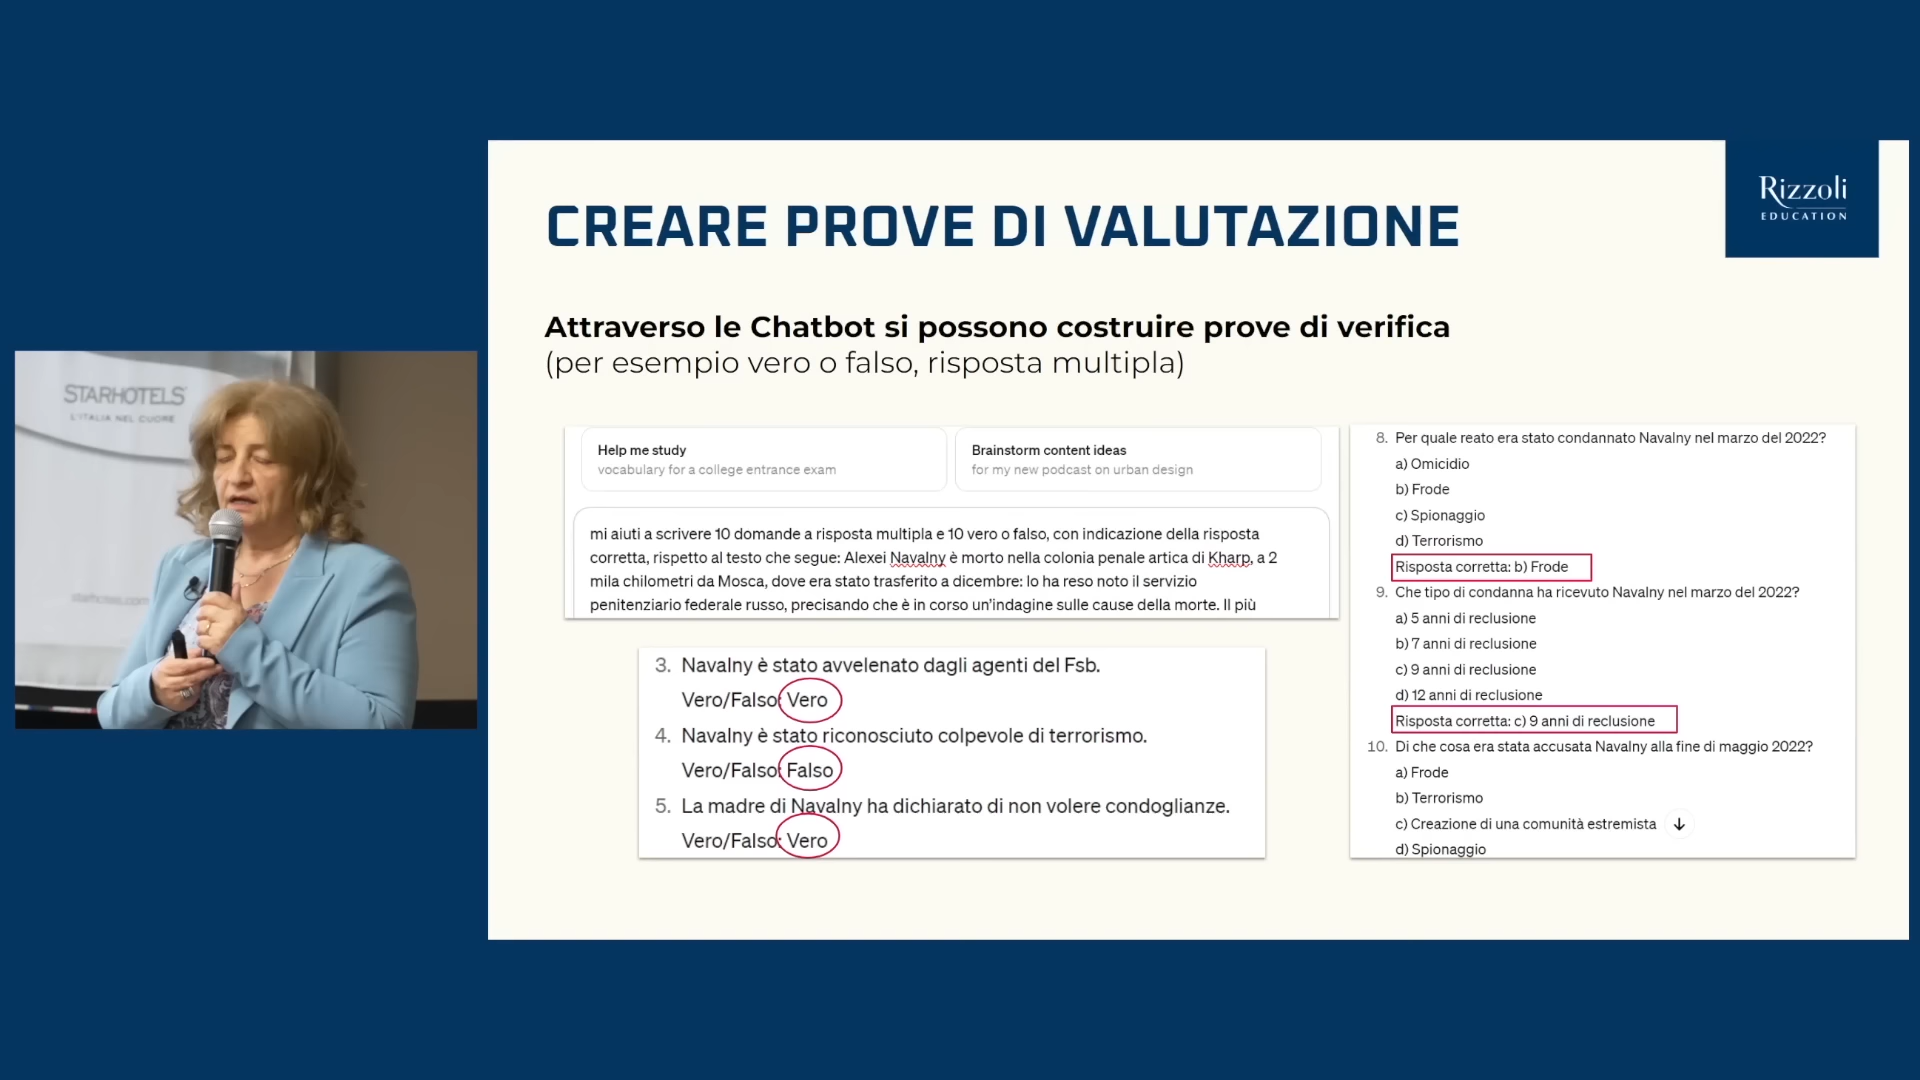 STARHOTELS
L'ITALIA NEL CUORE
starhotels.com
CREARE PROVE DI VALUTAZIONE
Rizzoli
EDUCATION
Attraverso le Chatbot si possono costruire prove di verifica
(per esempio vero o falso, risposta multipla)
Help me study
vocabulary for a college entrance exam
Brainstorm content ideas
for my new podcast on urban design
mi aiuti a scrivere 10 domande a risposta multipla e 10 vero o falso, con indicazione della risposta
corretta, rispetto al testo che segue: Alexei Navalny è morto nella colonia penale artica di Kharp, a 2
mila chilometri da Mosca, dove era stato trasferito a dicembre: lo ha reso noto il servizio
penitenziario federale russo, precisando che è in corso un'indagine sulle cause della morte. Il più
3. Navalny è stato avvelenato dagli agenti del Fsb.
Vero/Falso: Vero
4. Navalny è stato riconosciuto colpevole di terrorismo.
Vero/Falso: Falso
5. La madre di Navalny ha dichiarato di non volere condoglianze.
Vero/Falso: Vero
8. Per quale reato era stato condannato Navalny nel marzo del 2022?
a) Omicidio
b) Frode
c) Spionaggio
d) Terrorismo
Risposta corretta: b) Frode
9. Che tipo di condanna ha ricevuto Navalny nel marzo del 2022?
a) 5 anni di reclusione
b) 7 anni di reclusione
c) 9 anni di reclusione
d) 12 anni di reclusione
Risposta corretta: c) 9 anni di reclusione
10. Di che cosa era stata accusata Navalny alla fine di maggio 2022?
a) Frode
b) Terrorismo
c) Creazione di una comunità estremista
d) Spionaggio